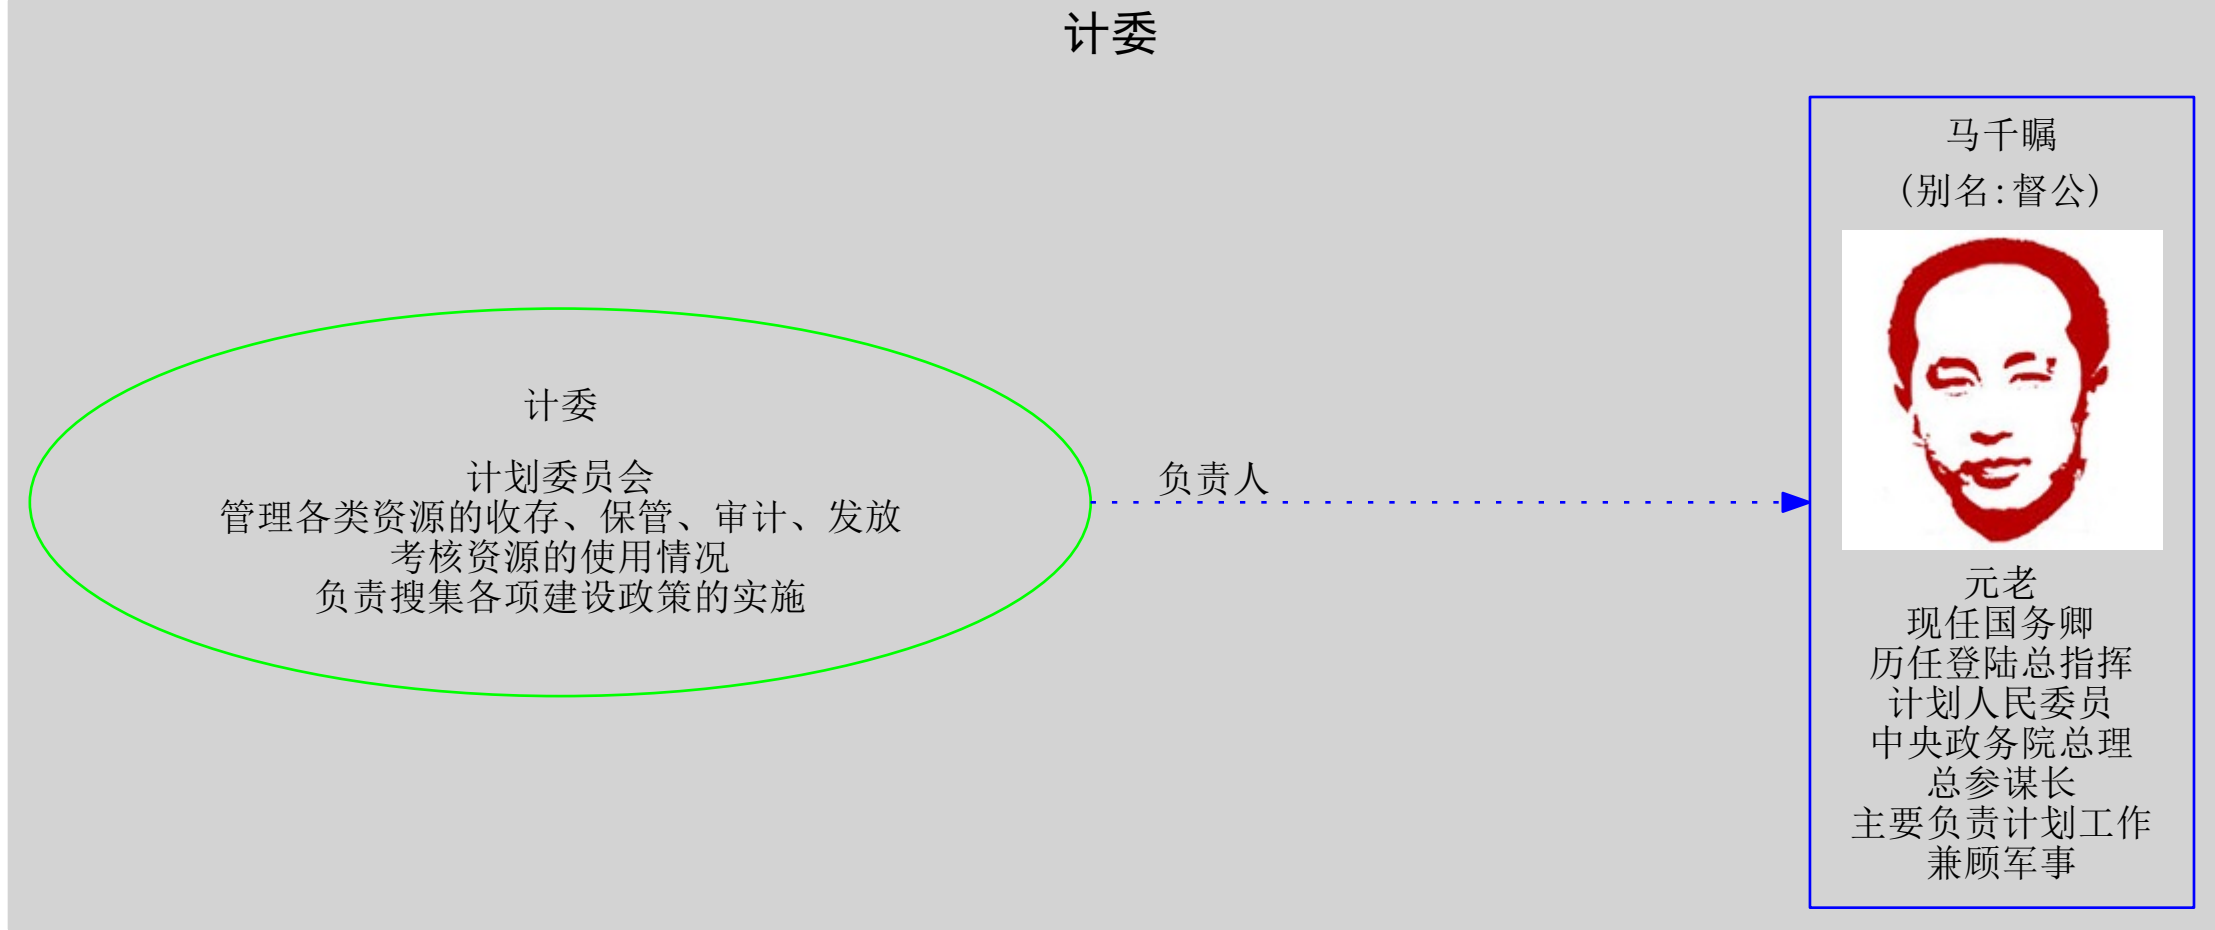 计委
计委
计划委员会
管理各类资源的收存、保管、审计、发放
考核资源的使用情况
负责搜集各项建设政策的实施
负责人
马千瞩
(别名:督公)
元老
现任国务卿
历任登陆总指挥
计划人民委员
中央政务院总理
总参谋长
主要负责计划工作
兼顾军事